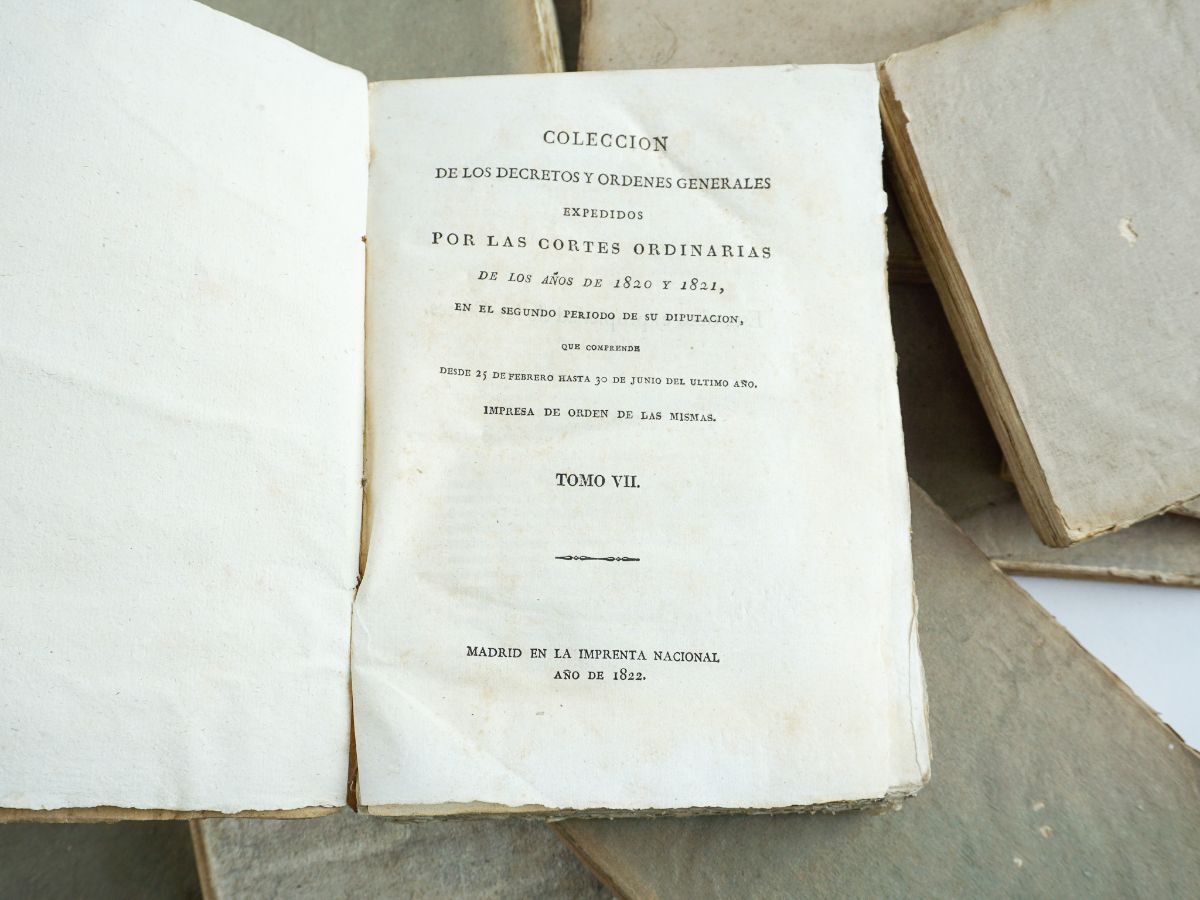 COLECCION
DE LOS DECRETOS Y ORDENES GENERALES
EXPEDIDOS
POR LAS CORTES ORDINARIAS
DE LOS AÑOS DE 1820 Y 1821,
EN EL SEGUNDO PERIODO DE SU DIPUTACION,
QUE COMPRENDE
DESDE 25 DE FEBRERO HASTA 30 DE JUNIO DEL ULTIMO AÑO.
IMPRESA DE ORDEN DE LAS MISMAS.
TOMO VII.
MADRID EN LA IMPRENTA NACIONAL
AÑO DE 1822.